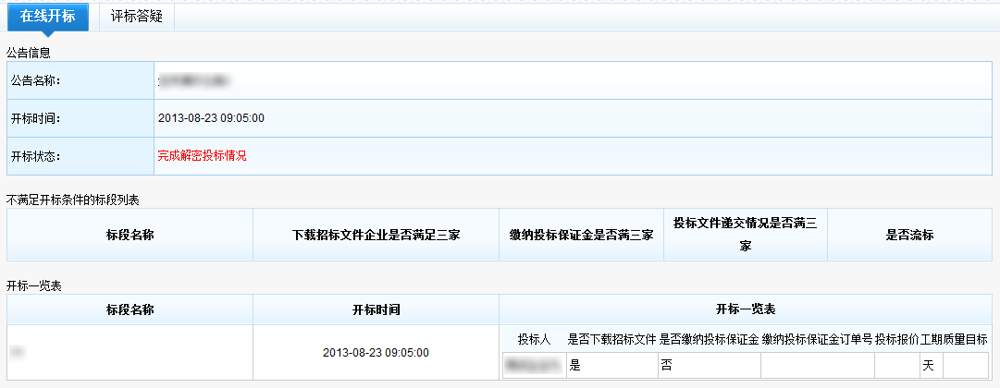 在线开标 评标答疑
公告信息
公告名称：
开标时间： 2013-08-23 09:05:00
开标状态： 完成解密投标情况
不满足开标条件的标段列表
标段名称 下载招标文件企业是否满足三家 缴纳投标保证金是否满三家 投标文件递交情况是否满三家 是否流标
开标一览表
标段名称 开标时间 开标一览表
投标人 是否下载招标文件 是否缴纳投标保证金 缴纳投标保证金订单号 投标报价 工期 质量目标
2013-08-23 09:05:00 是 否 天